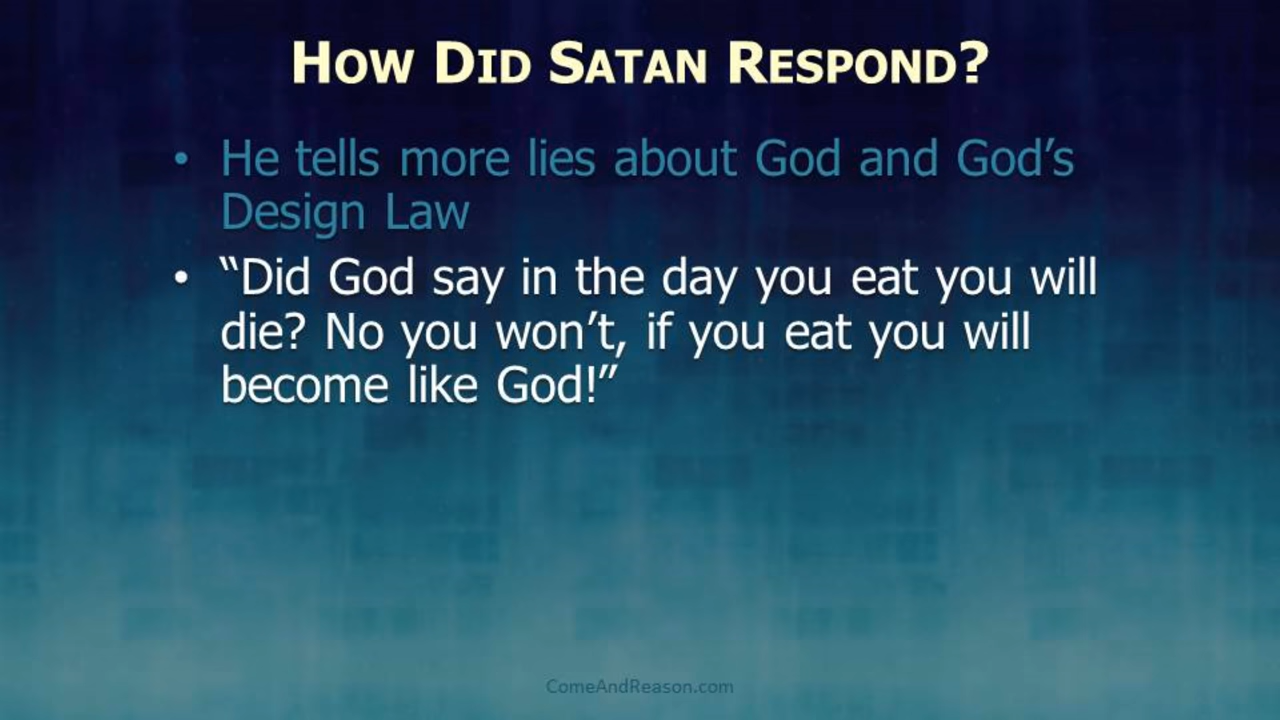 HOW DID SATAN RESPOND?
• He tells more lies about God and God’s
Design Law
• “Did God say in the day you eat you will
die? No you won’t, if you eat you will
become like God!”
ComeAndReason.com